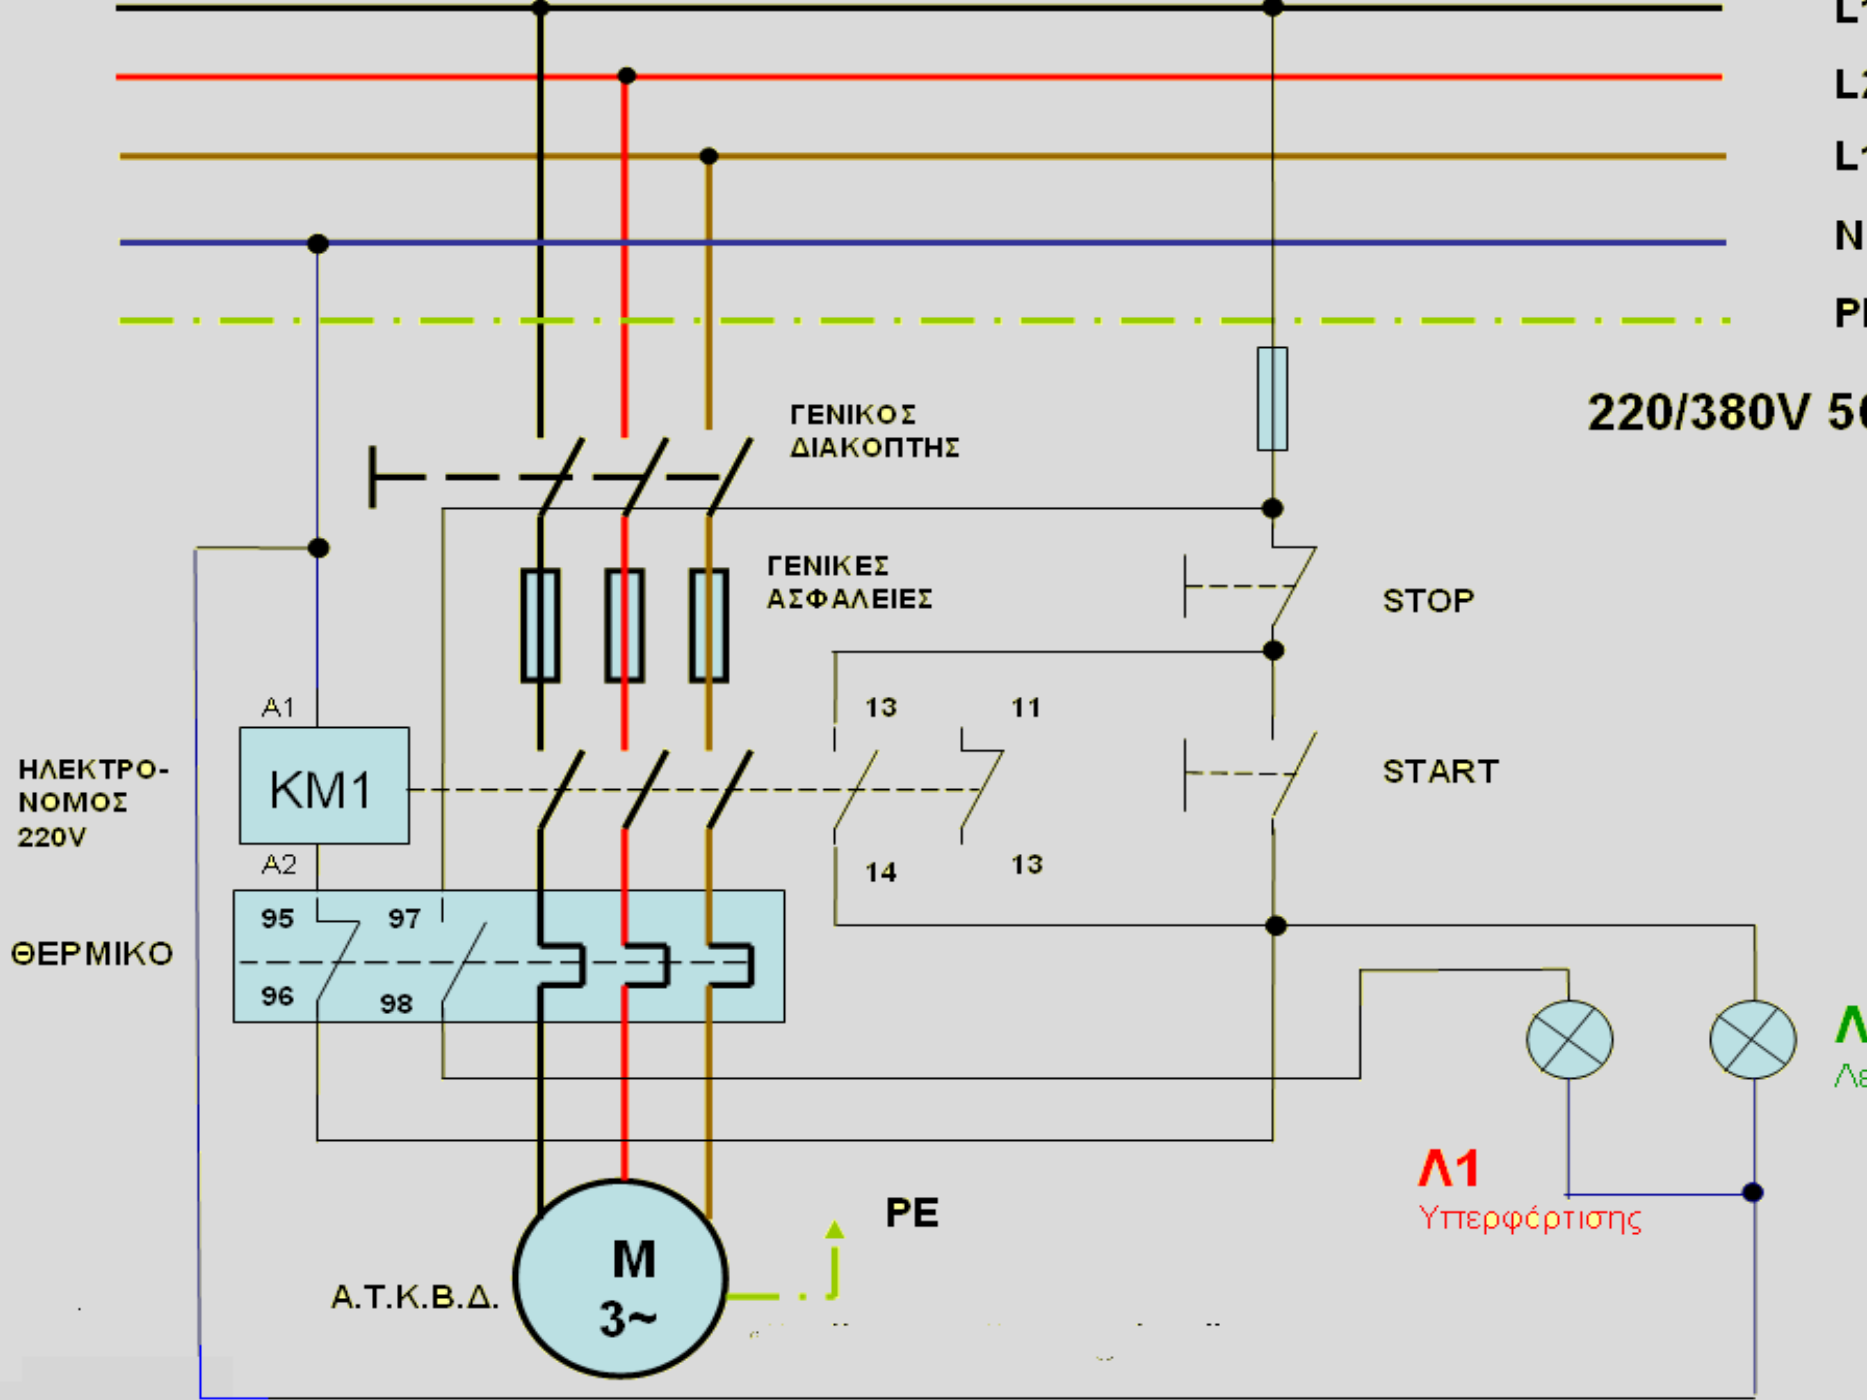 L1
L2
L1
N
220/380V
ΓΕΝΙΚΟΣ
ΔΙΑΚΟΠΤΗΣ
ΓΕΝΙΚΕΣ
ΑΣΦΑΛΕΙΕΣ
STOP
A1
13
11
ΗΛΕΚΤΡΟ-
ΝΟΜΟΣ
220V
KM1
START
A2
14
13
ΘΕΡΜΙΚΟ
95
97
96
98
Λ1
Υπερφόρτισης
PE
M
3~
Α.Τ.Κ.Β.Δ.